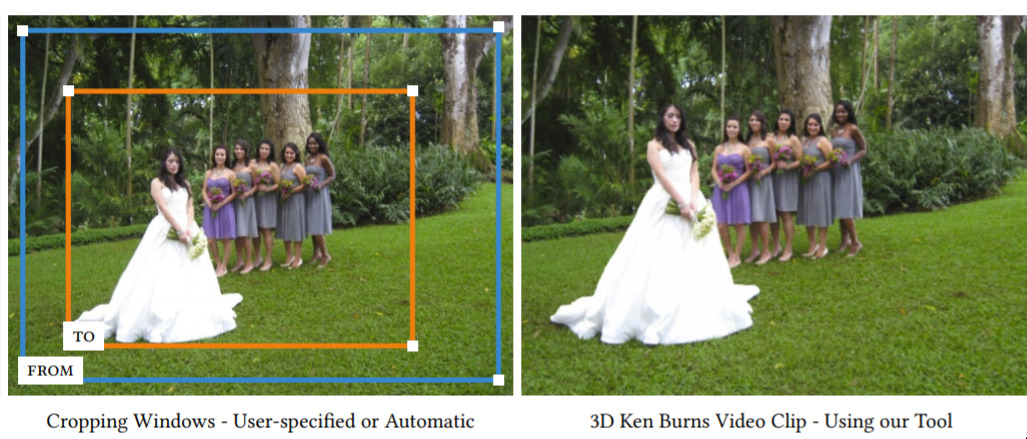 TO
FROM
Cropping Windows - User-specified or Automatic
3D Ken Burns Video Clip - Using our Tool